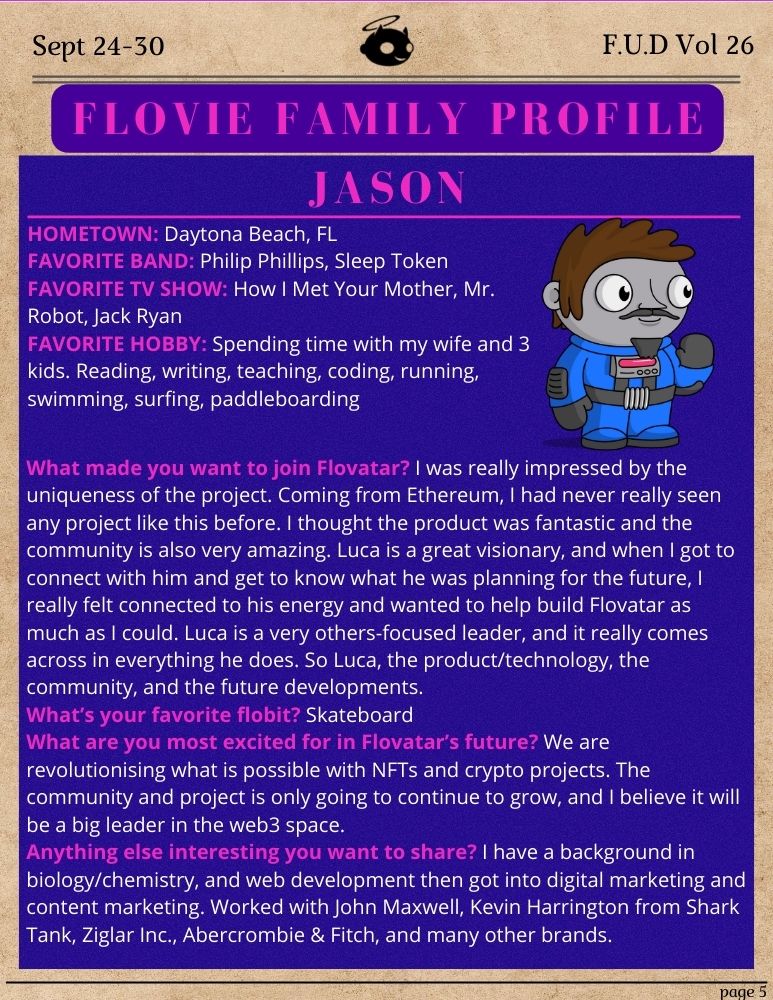 Sept 24-30
F.U.D Vol 26
FLOVIE FAMILY PROFILE
JASON
HOMETOWN: Daytona Beach, FL
FAVORITE BAND: Philip Phillips, Sleep Token
FAVORITE TV SHOW: How I Met Your Mother, Mr.
Robot, Jack Ryan
FAVORITE HOBBY: Spending time with my wife and 3
kids. Reading, writing, teaching, coding, running,
swimming, surfing, paddleboarding
What made you want to join Flovatar? I was really impressed by the
uniqueness of the project. Coming from Ethereum, I had never really seen
any project like this before. I thought the product was fantastic and the
community is also very amazing. Luca is a great visionary, and when I got to
connect with him and get to know what he was planning for the future, I
really felt connected to his energy and wanted to help build Flovatar as
much as I could. Luca is a very others-focused leader, and it really comes
across in everything he does. So Luca, the product/technology, the
community, and the future developments.
What's your favorite flobit? Skateboard
What are you most excited for in Flovatar's future? We are
revolutionising what is possible with NFTs and crypto projects. The
community and project is only going to continue to grow, and I believe it will
be a big leader in the web3 space.
Anything else interesting you want to share? I have a background in
biology/chemistry, and web development then got into digital marketing and
content marketing. Worked with John Maxwell, Kevin Harrington from Shark
Tank, Ziglar Inc., Abercrombie & Fitch, and many other brands.
page 5